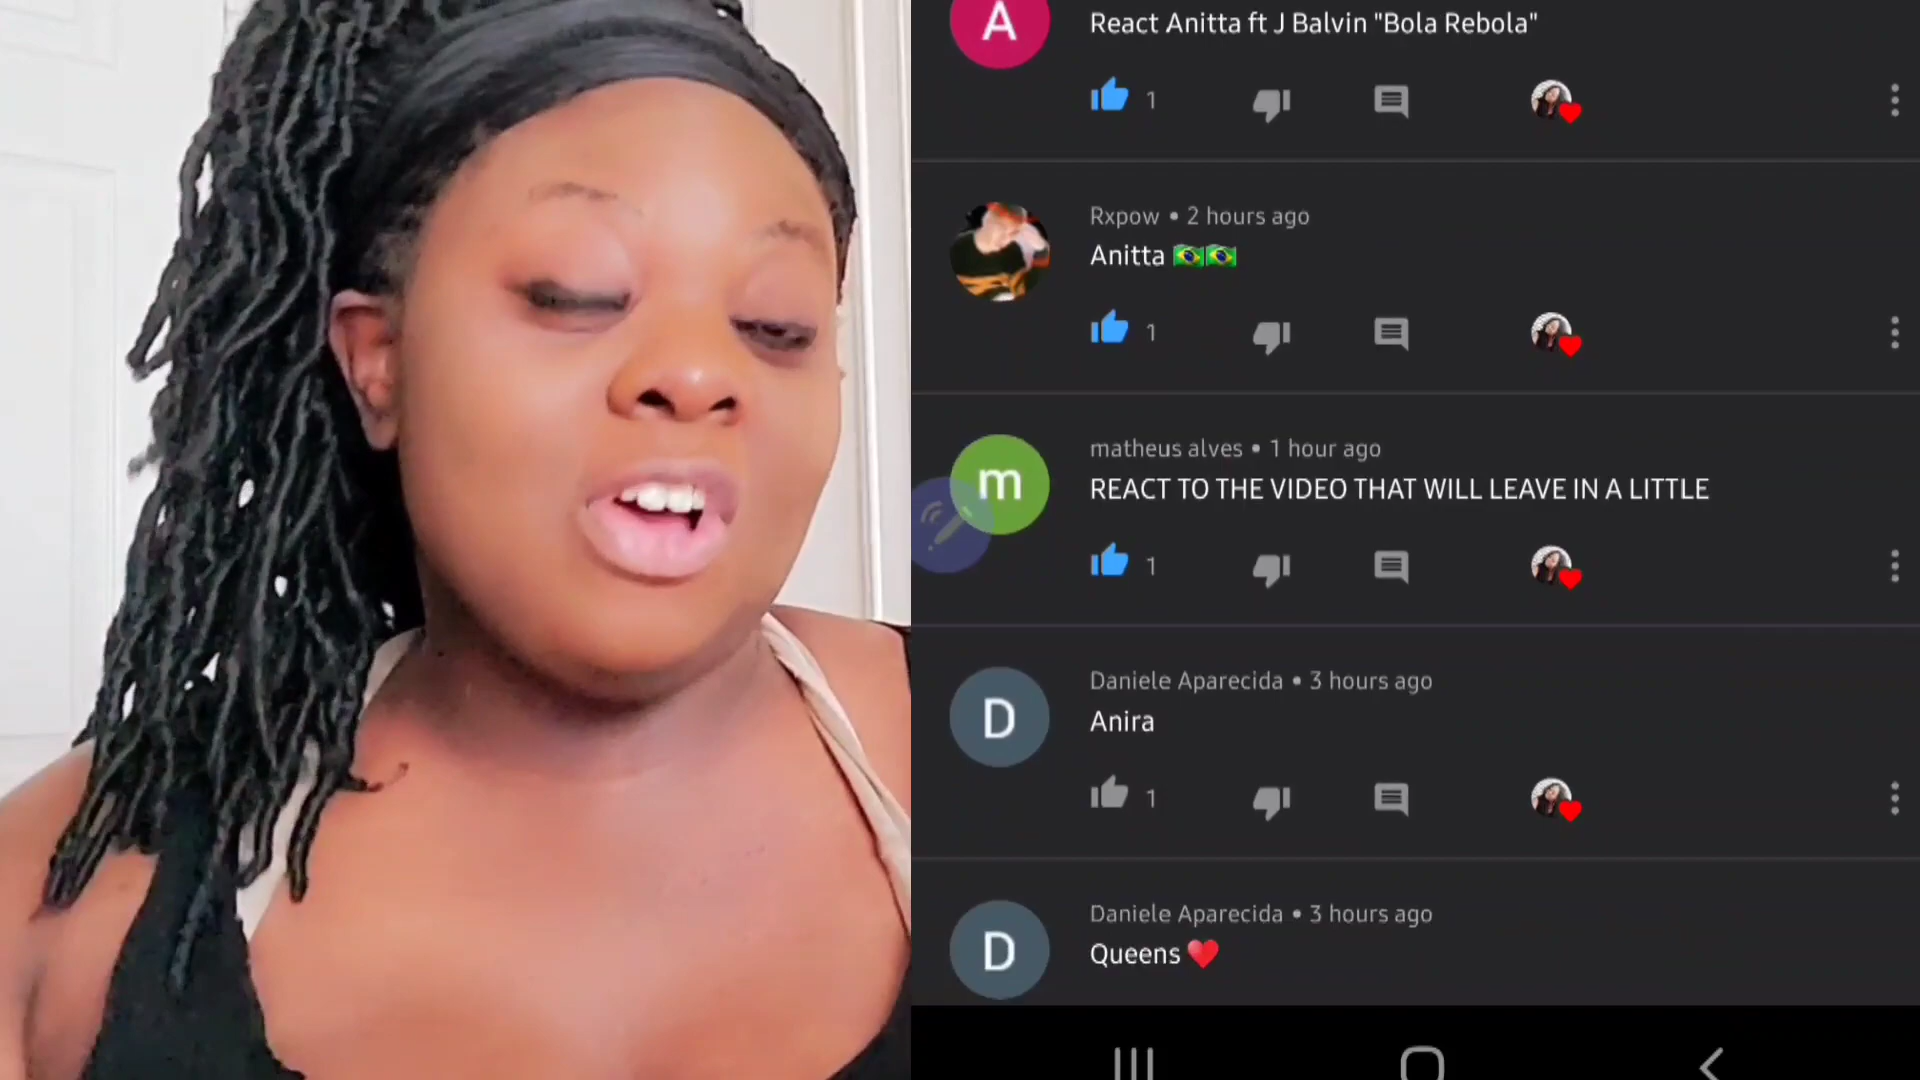 A
React Anitta ft J Balvin "Bola Rebola"
1
Rxpow • 2 hours ago
Anitta 🇧🇷🇧🇷
1
m
matheus alves • 1 hour ago
REACT TO THE VIDEO THAT WILL LEAVE IN A LITTLE
1
D
Daniele Aparecida • 3 hours ago
Anira
1
D
Daniele Aparecida • 3 hours ago
Queens ♥️